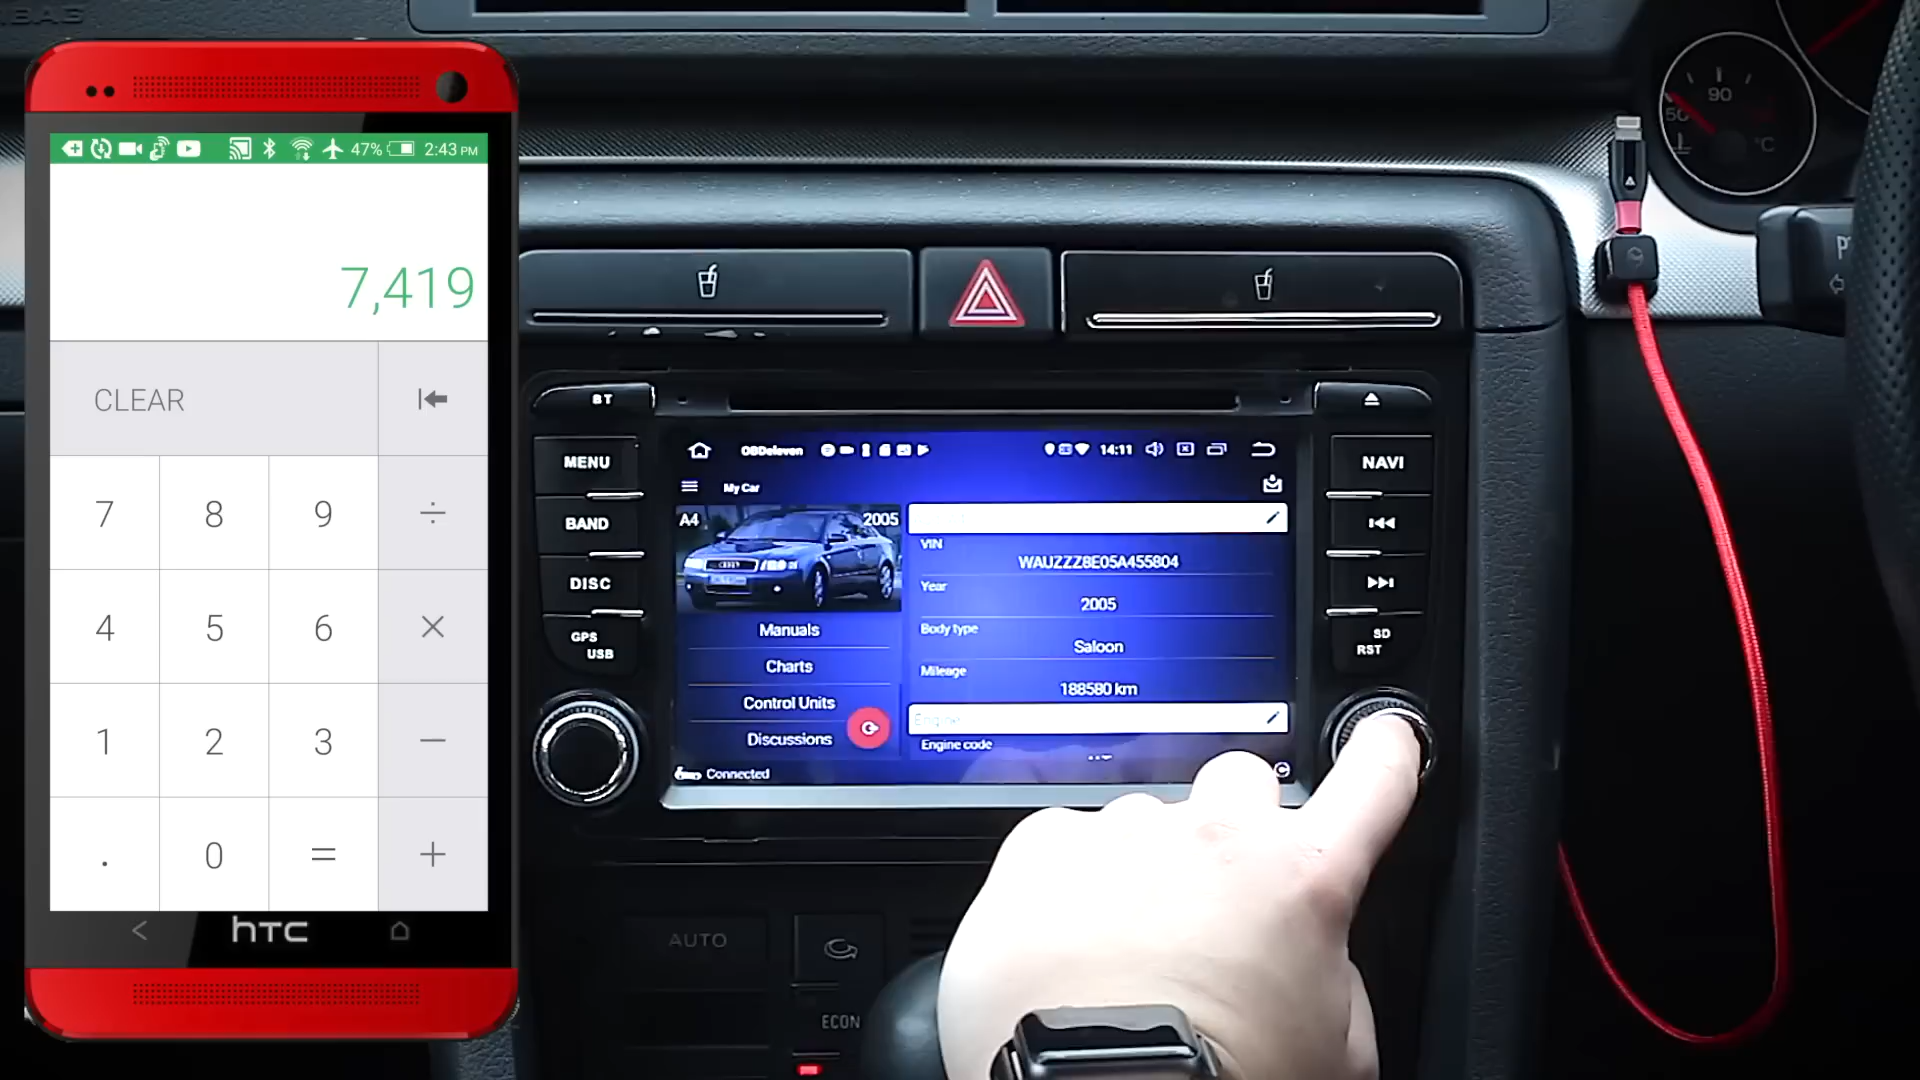 47% 2:43 PM
7,419
CLEAR
7 8 9 ÷
4 5 6 ×
1 2 3 −
. 0 = +
hTC
BT
MENU
BAND
DISC
GPS
USB
NAVI
SD
RST
OBDeleven
14:11
My Car
A4 2005
Manuals
Charts
Control Units
Discussions
Connected
VIN
WAUZZZ8E05A455804
Year
2005
Body type
Saloon
Mileage
188580 km
Engine
Engine code
AUTO
ECON
90
50
°C